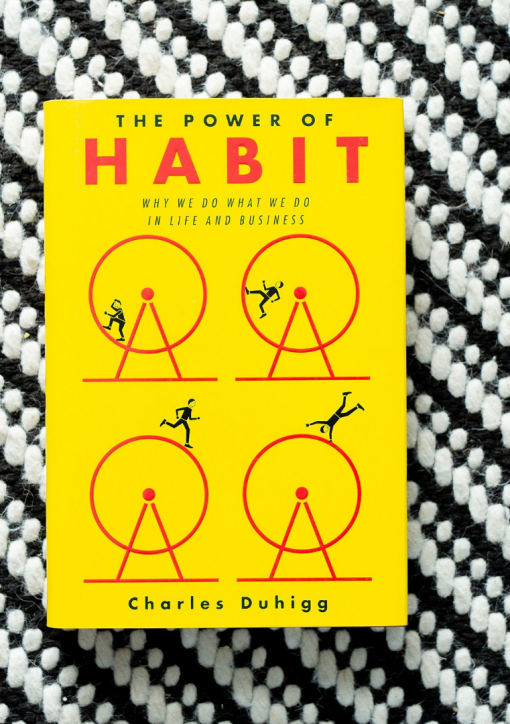 THE POWER OF
HABIT
WHY WE DO WHAT WE DO
IN LIFE AND BUSINESS
Charles Duhigg